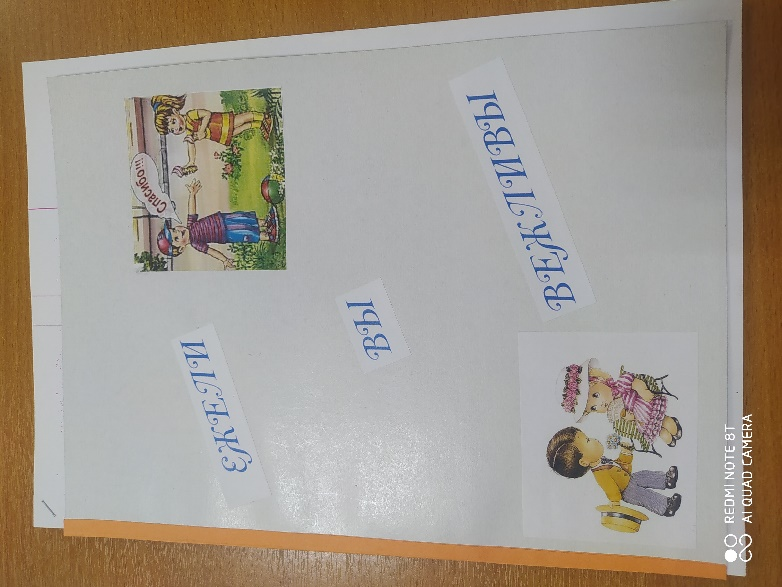 Спасибо!!!
ЕЖЕЛИ
ВЫ
ВЕЖЛИВЫ
REDMI NOTE 8T
AI QUAD CAMERA